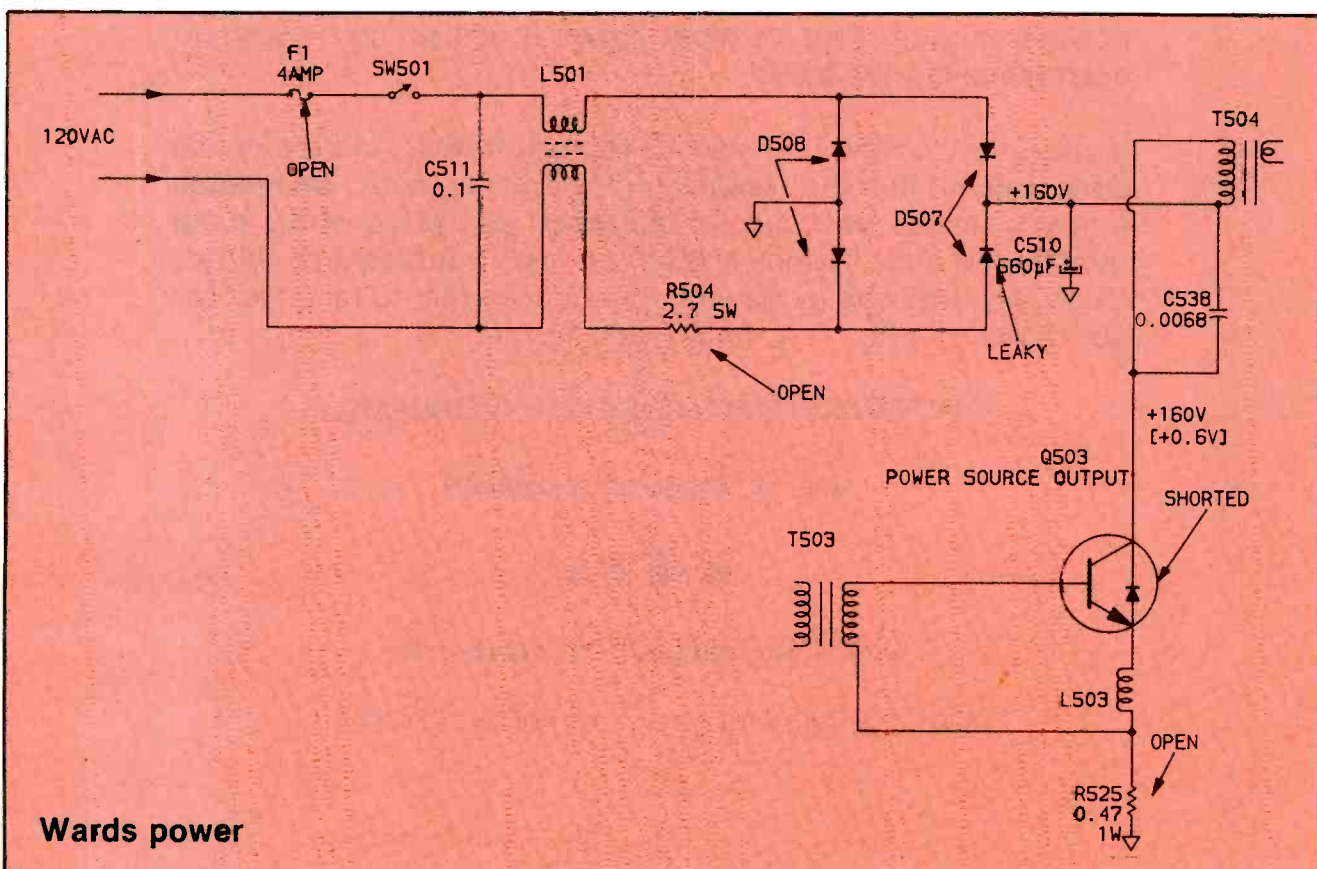 F1
4AMP
SW501
L501
120VAC
OPEN
C511
0.1
D508
+160V
D507
C510
560µF
T504
C538
0.0068
R504
2.7 5W
OPEN
LEAKY
+160V
[+0.6V]
Q503
POWER SOURCE OUTPUT
SHORTED
T503
L503
OPEN
R525
0.47
1W
Wards power